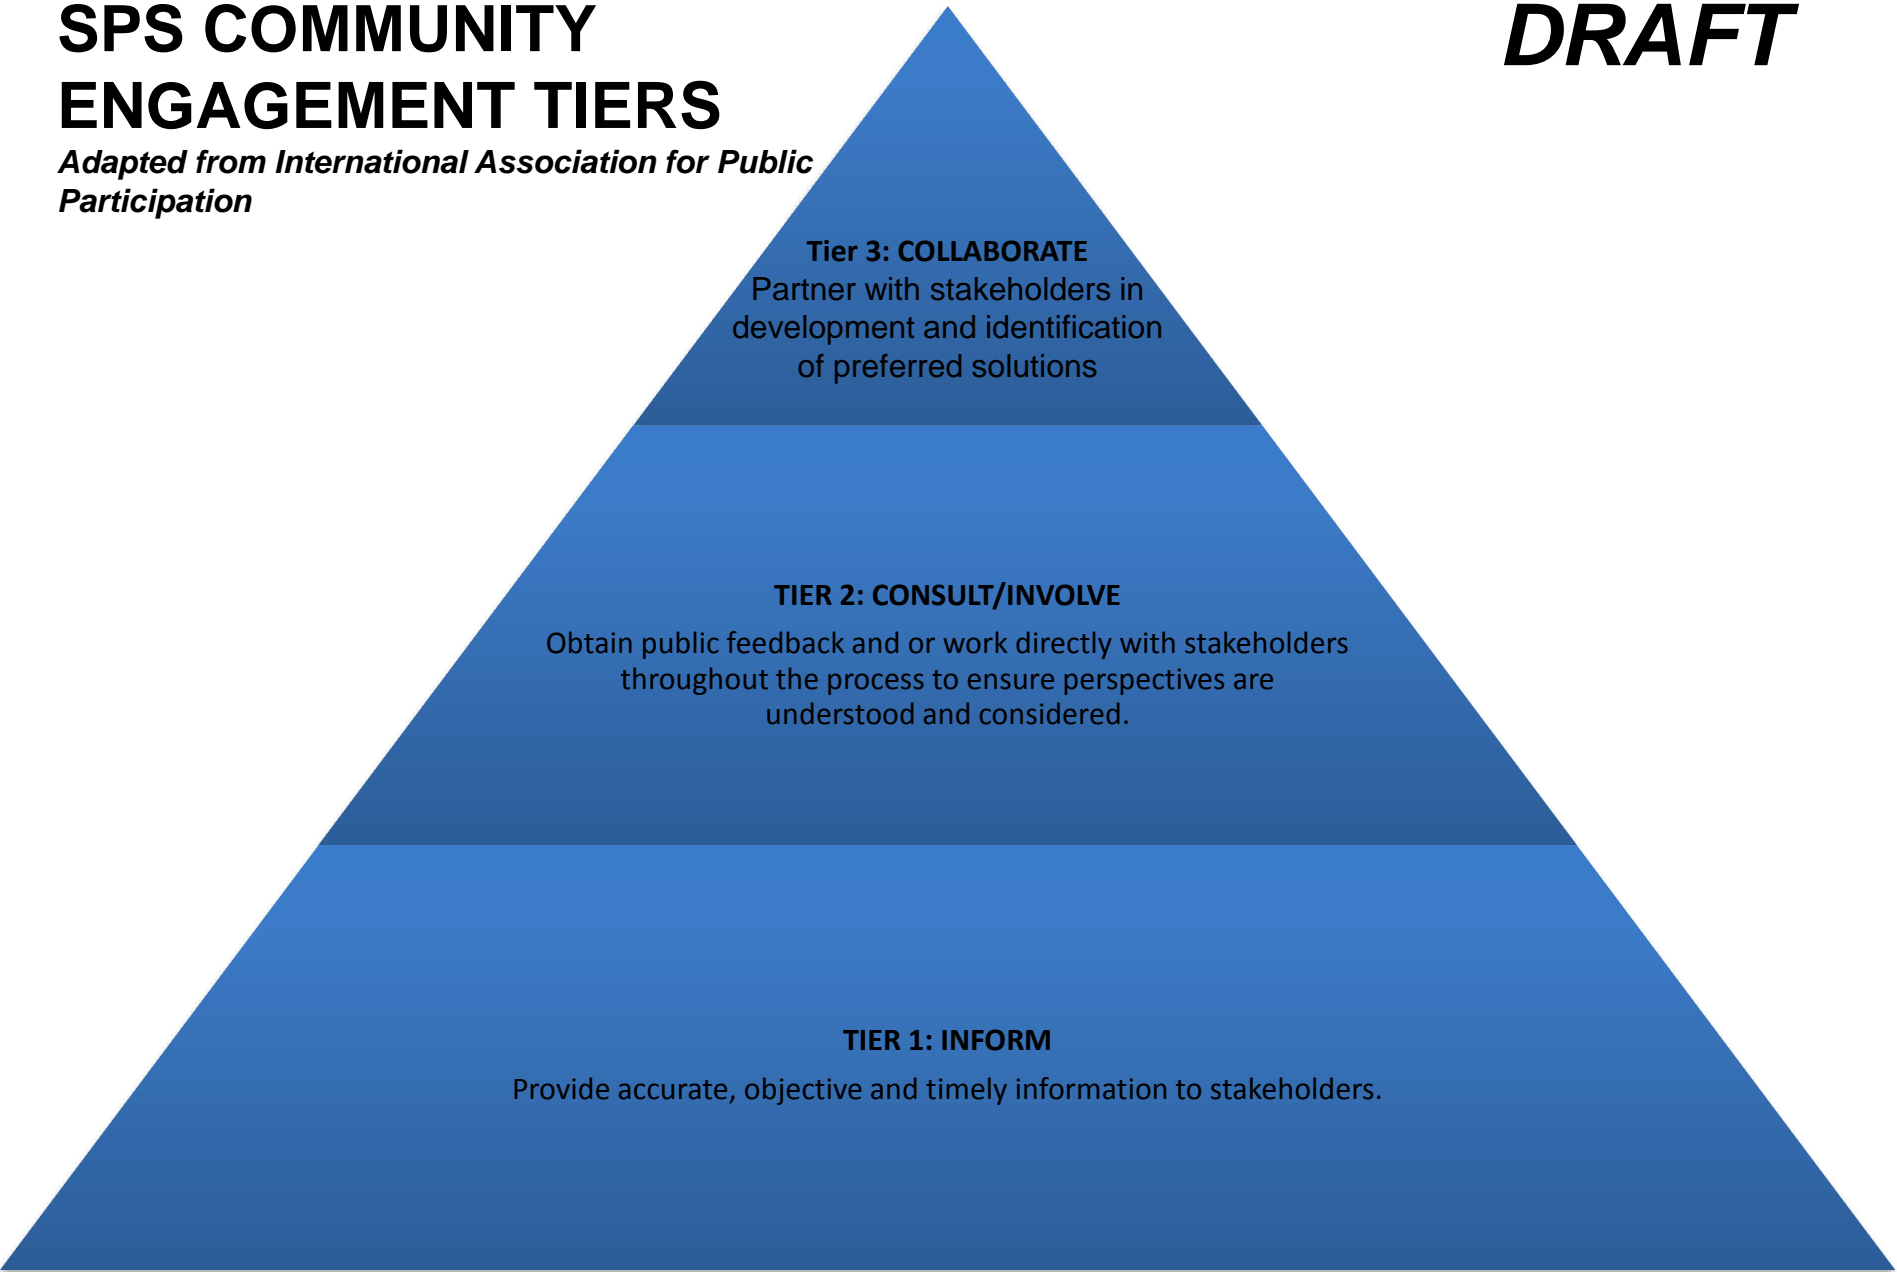 SPS COMMUNITY
ENGAGEMENT TIERS
Adapted from International Association for Public
Participation
DRAFT
Tier 3: COLLABORATE
Partner with stakeholders in
development and identification
of preferred solutions
TIER 2: CONSULT/INVOLVE
Obtain public feedback and or work directly with stakeholders
throughout the process to ensure perspectives are
understood and considered.
TIER 1: INFORM
Provide accurate, objective and timely information to stakeholders.